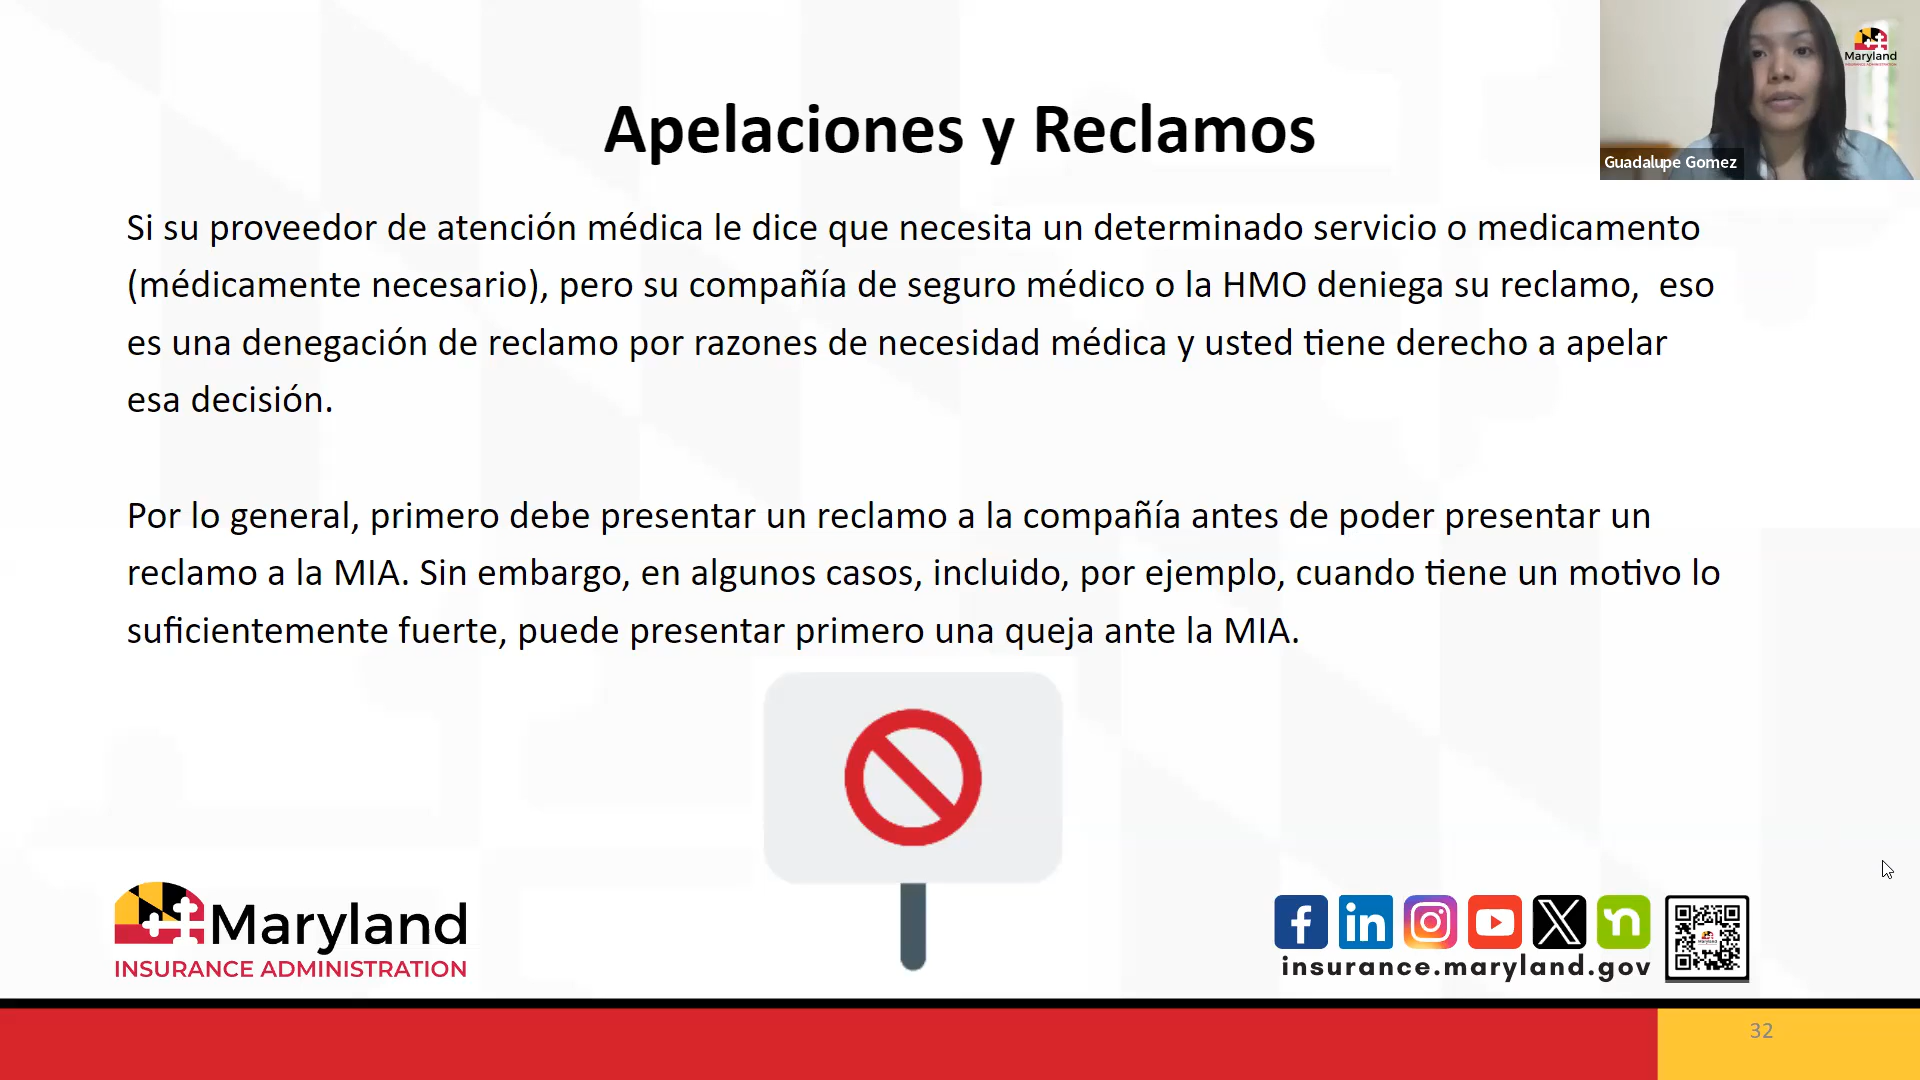 Apelaciones y Reclamos
Maryland
Guadalupe Gomez
Si su proveedor de atención médica le dice que necesita un determinado servicio o medicamento
(médicamente necesario), pero su compañía de seguro médico o la HMO deniega su reclamo, eso
es una denegación de reclamo por razones de necesidad médica y usted tiene derecho a apelar
esa decisión.
Por lo general, primero debe presentar un reclamo a la compañía antes de poder presentar un
reclamo a la MIA. Sin embargo, en algunos casos, incluido, por ejemplo, cuando tiene un motivo lo
suficientemente fuerte, puede presentar primero una queja ante la MIA.
Maryland
INSURANCE ADMINISTRATION
insurance.maryland.gov
32